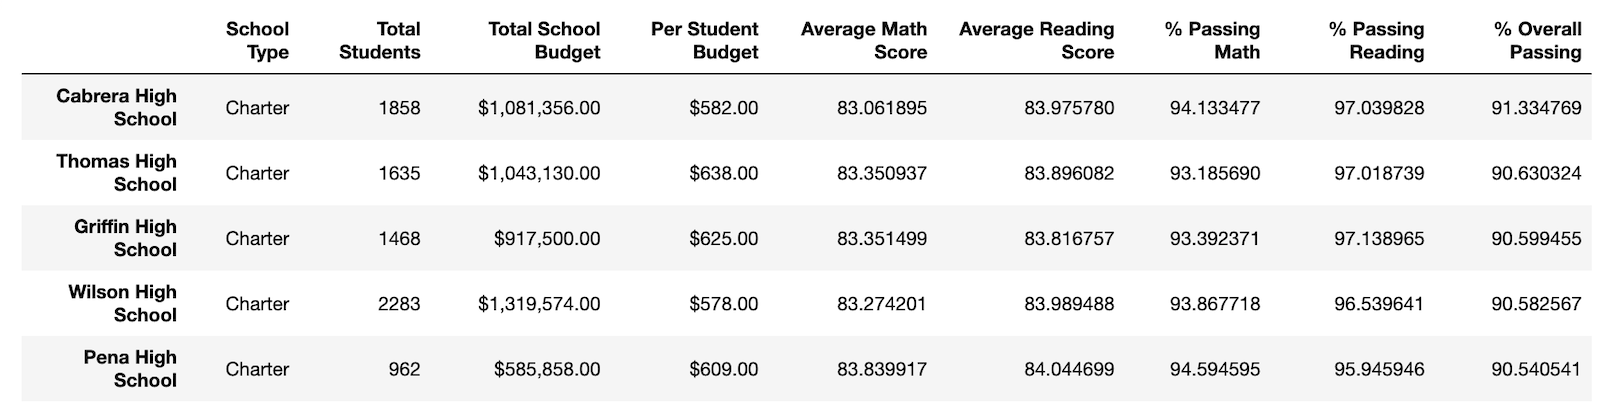 School Type Total Students Total School Budget Per Student Budget Average Math Score Average Reading Score % Passing Math % Passing Reading % Overall Passing
Cabrera High School Charter 1858 $1,081,356.00 $582.00 83.061895 83.975780 94.133477 97.039828 91.334769
Thomas High School Charter 1635 $1,043,130.00 $638.00 83.350937 83.896082 93.185690 97.018739 90.630324
Griffin High School Charter 1468 $917,500.00 $625.00 83.351499 83.816757 93.392371 97.138965 90.599455
Wilson High School Charter 2283 $1,319,574.00 $578.00 83.274201 83.989488 93.867718 96.539641 90.582567
Pena High School Charter 962 $585,858.00 $609.00 83.839917 84.044699 94.594595 95.945946 90.540541